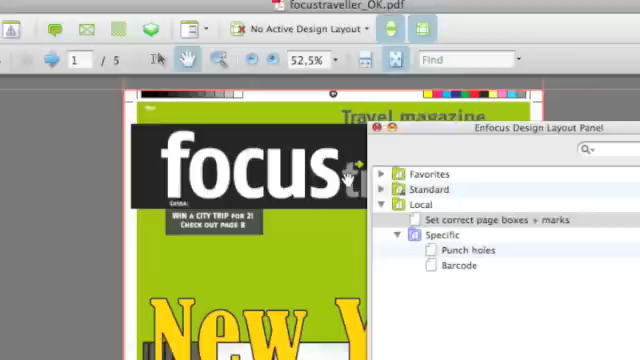 focustraveller_OK.pdf
No Active Design Layout
1 / 5
52,5%
Find
Travel magazine
Enfocus Design Layout Panel
focus
Extra:
WIN A CITY TRIP FOR 2!
CHECK OUT PAGE 8
Favorites
Standard
Local
Set correct page boxes + marks
Specific
Punch holes
Barcode
New Y